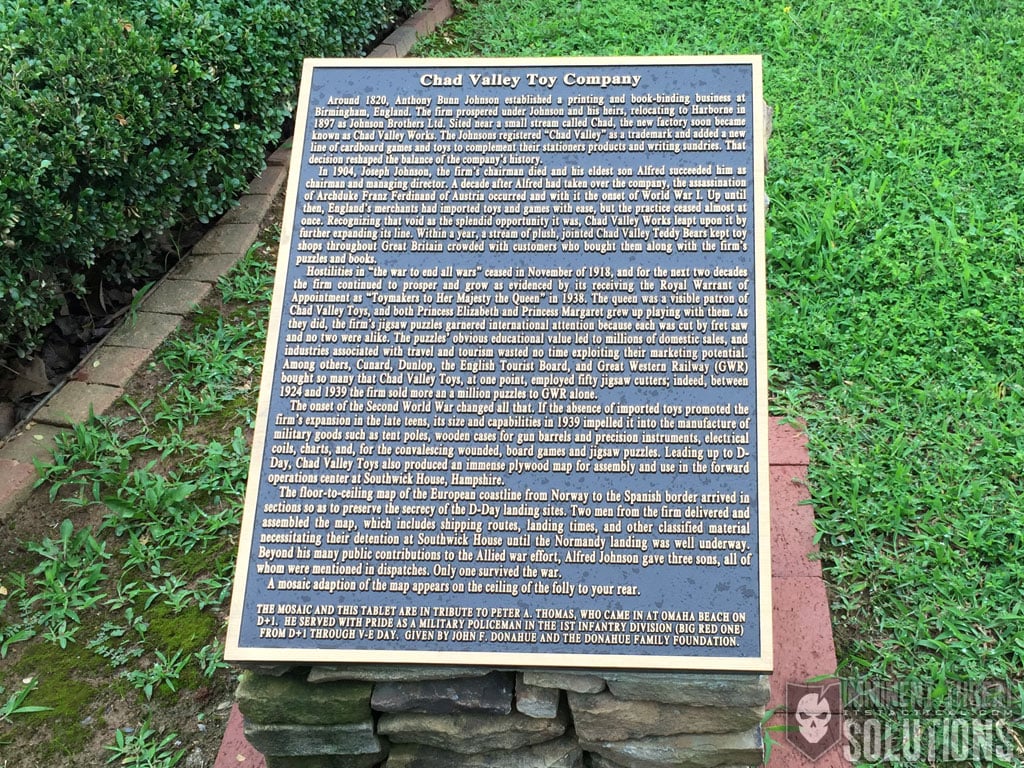 Chad Valley Toy Company
Around 1820, Anthony Bunn Johnson established a printing and book-binding business at
Birmingham, England. The firm prospered under Johnson and his heirs, relocating to Harborne in
1897 as Johnson Brothers Ltd. Sited near a small stream called Chad, the new factory soon became
known as Chad Valley Works. The Johnsons registered "Chad Valley" as a trademark and added a new
line of cardboard games and toys to complement their stationers products and writing sundries. That
decision reshaped the balance of the company's history.
In 1904, Joseph Johnson, the firm's chairman died and his eldest son Alfred succeeded him as
chairman and managing director. A decade after Alfred had taken over the company, the assassination
of Archduke Franz Ferdinand of Austria occurred and with it the onset of World War I. Up until
then, England's merchants had imported toys and games with ease, but the practice ceased almost at
once. Recognizing that void as the splendid opportunity it was, Chad Valley Works leapt upon it by
further expanding its line. Within a year, a stream of plush, jointed Chad Valley Teddy Bears kept toy
shops throughout Great Britain crowded with customers who bought them along with the firm's
puzzles and books.
Hostilities in "the war to end all wars" ceased in November of 1918, and for the next two decades
the firm continued to prosper and grow as evidenced by its receiving the Royal Warrant of
Appointment as "Toymakers to Her Majesty the Queen" in 1938. The queen was a visible patron of
Chad Valley Toys, and both Princess Elizabeth and Princess Margaret grew up playing with them. As
they did, the firm's jigsaw puzzles garnered international attention because each was cut by fret saw
and no two were alike. The puzzles' obvious educational value led to millions of domestic sales, and
industries associated with travel and tourism wasted no time exploiting their marketing potential.
Among others, Cunard, Dunlop, the English Tourist Board, and Great Western Railway (GWR)
bought so many that Chad Valley Toys, at one point, employed fifty jigsaw cutters; indeed, between
1924 and 1939 the firm sold more an a million puzzles to GWR alone.
The onset of the Second World War changed all that. If the absence of imported toys promoted the
firm's expansion in the late teens, its size and capabilities in 1939 impelled it into the manufacture of
military goods such as tent poles, wooden cases for gun barrels and precision instruments, electrical
coils, charts, and, for the convalescing wounded, board games and jigsaw puzzles. Leading up to D-
Day, Chad Valley Toys also produced an immense plywood map for assembly and use in the forward
operations center at Southwick House, Hampshire.
The floor-to-ceiling map of the European coastline from Norway to the Spanish border arrived in
sections so as to preserve the secrecy of the D-Day landing sites. Two men from the firm delivered and
assembled the map, which includes shipping routes, landing times, and other classified material
necessitating their detention at Southwick House until the Normandy landing was well underway.
Beyond his many public contributions to the Allied war effort, Alfred Johnson gave three sons, all of
whom were mentioned in dispatches. Only one survived the war.
A mosaic adaption of the map appears on the ceiling of the folly to your rear.
THE MOSAIC AND THIS TABLET ARE IN TRIBUTE TO PETER A. THOMAS, WHO CAME IN AT OMAHA BEACH ON
D+1. HE SERVED WITH PRIDE AS A MILITARY POLICEMAN IN THE 1ST INFANTRY DIVISION (BIG RED ONE)
FROM D+1 THROUGH V-E DAY. GIVEN BY JOHN F. DONAHUE AND THE DONAHUE FAMILY FOUNDATION.
IMMINENT THREAT
SOLUTIONS